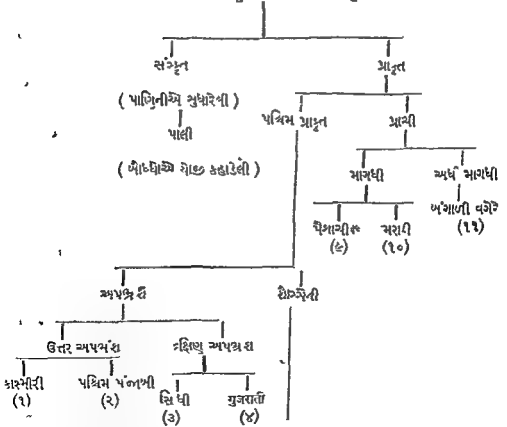 સંસ્કૃત પ્રાકૃત
( પાણિનીએ સુધારેલી )
પશ્ચિમ પ્રાકૃત પ્રાચી
પાલી
( બૌધ્ધોએ યોજી કહાડેલી )
માગધી અર્ધ માગધી
પૈશાચીક મરાઠી બંગાળી વગેરે
(૯) (૧૦) (૧૧)
અપભ્રંશ શૌરસેની
ઉત્તર અપભ્રંશ દક્ષિણ અપભ્રંશ
કાશ્મીરી પશ્ચિમ પંજાબી સિંધી ગુજરાતી
(૧) (૨) (૩) (૪)